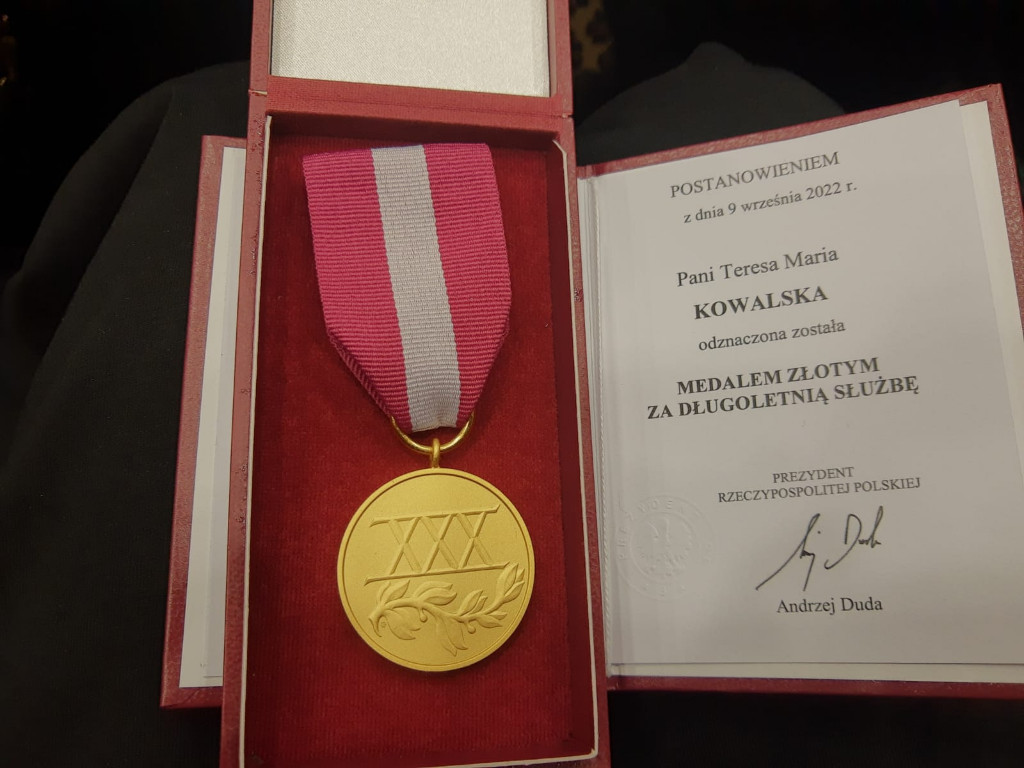 XXX
POSTANOWIENIEM
z dnia 9 września 2022 r.
Pani Teresa Maria
KOWALSKA
odznaczona została
MEDALEM ZŁOTYM
ZA DŁUGOLETNIĄ SŁUŻBĘ
PREZYDENT
RZECZYPOSPOLITEJ POLSKIEJ
Andrzej Duda